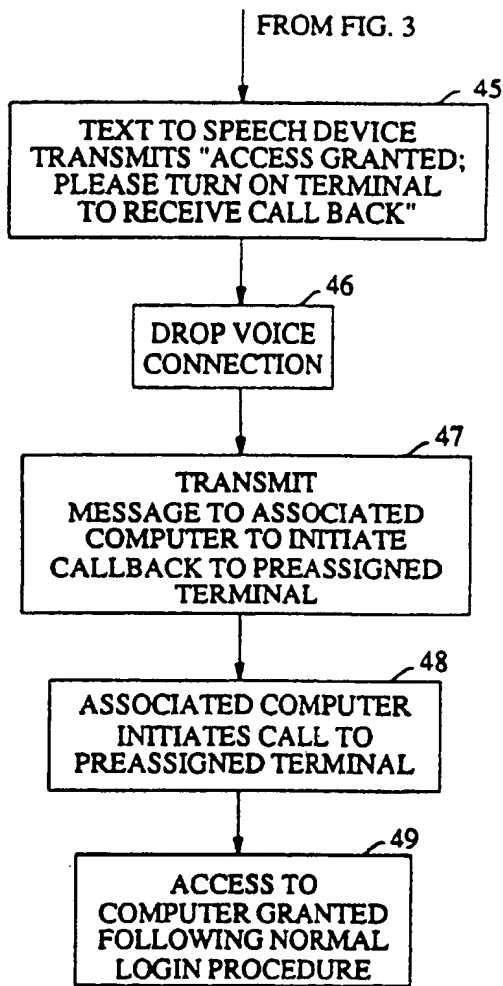 FROM FIG. 3
45
TEXT TO SPEECH DEVICE
TRANSMITS "ACCESS GRANTED;
PLEASE TURN ON TERMINAL
TO RECEIVE CALL BACK"
46
DROP VOICE
CONNECTION
47
TRANSMIT
MESSAGE TO ASSOCIATED
COMPUTER TO INITIATE
CALLBACK TO PREASSIGNED
TERMINAL
48
ASSOCIATED COMPUTER
INITIATES CALL TO
PREASSIGNED TERMINAL
49
ACCESS TO
COMPUTER GRANTED
FOLLOWING NORMAL
LOGIN PROCEDURE